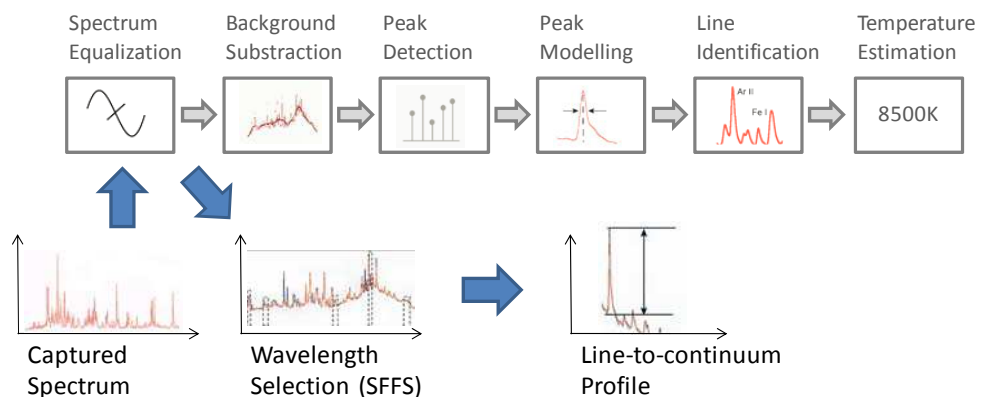 Spectrum
Equalization
Background
Substraction
Peak
Detection
Peak
Modelling
Line
Identification
Temperature
Estimation
Ar II
Fe I
8500K
Captured
Spectrum
Wavelength
Selection (SFFS)
Line-to-continuum
Profile